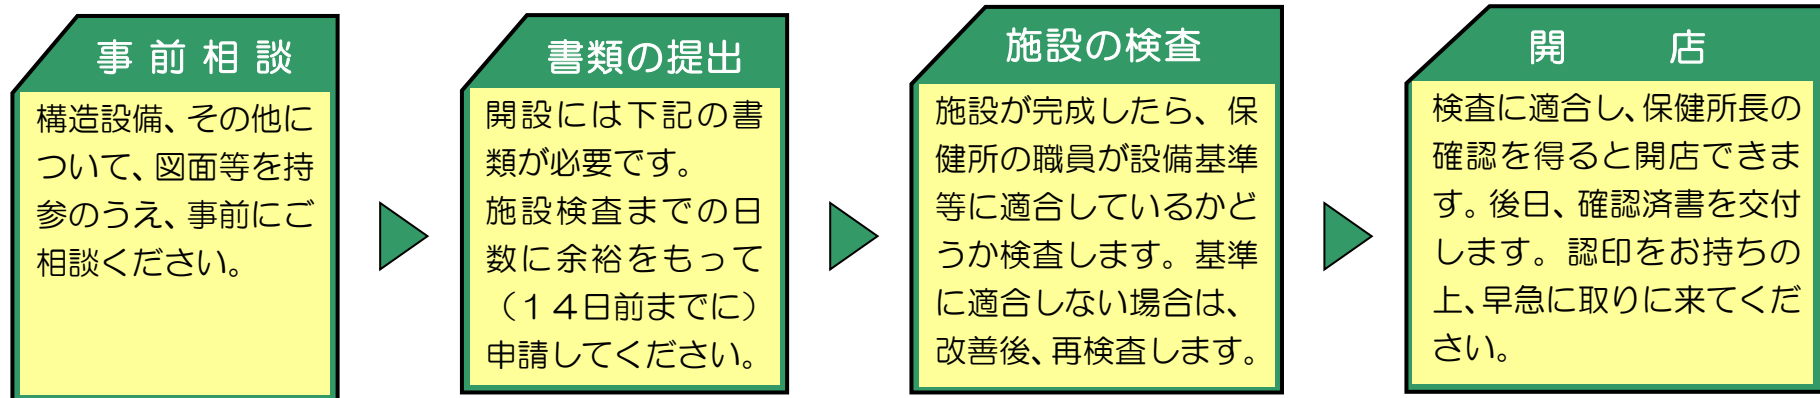 事前相談
構造設備、その他に
ついて、図面等を持
参のうえ、事前にご
相談ください。
書類の提出
開設には下記の書
類が必要です。
施設検査までの日
数に余裕をもって
（１４日前までに）
申請してください。
施設の検査
施設が完成したら、保
健所の職員が設備基準
等に適合しているかど
うか検査します。基準
に適合しない場合は、
改善後、再検査します。
開　　店
検査に適合し、保健所長の
確認を得ると開店できま
す。後日、確認済書を交付
します。認印をお持ちの
上、早急に取りに来てくだ
さい。